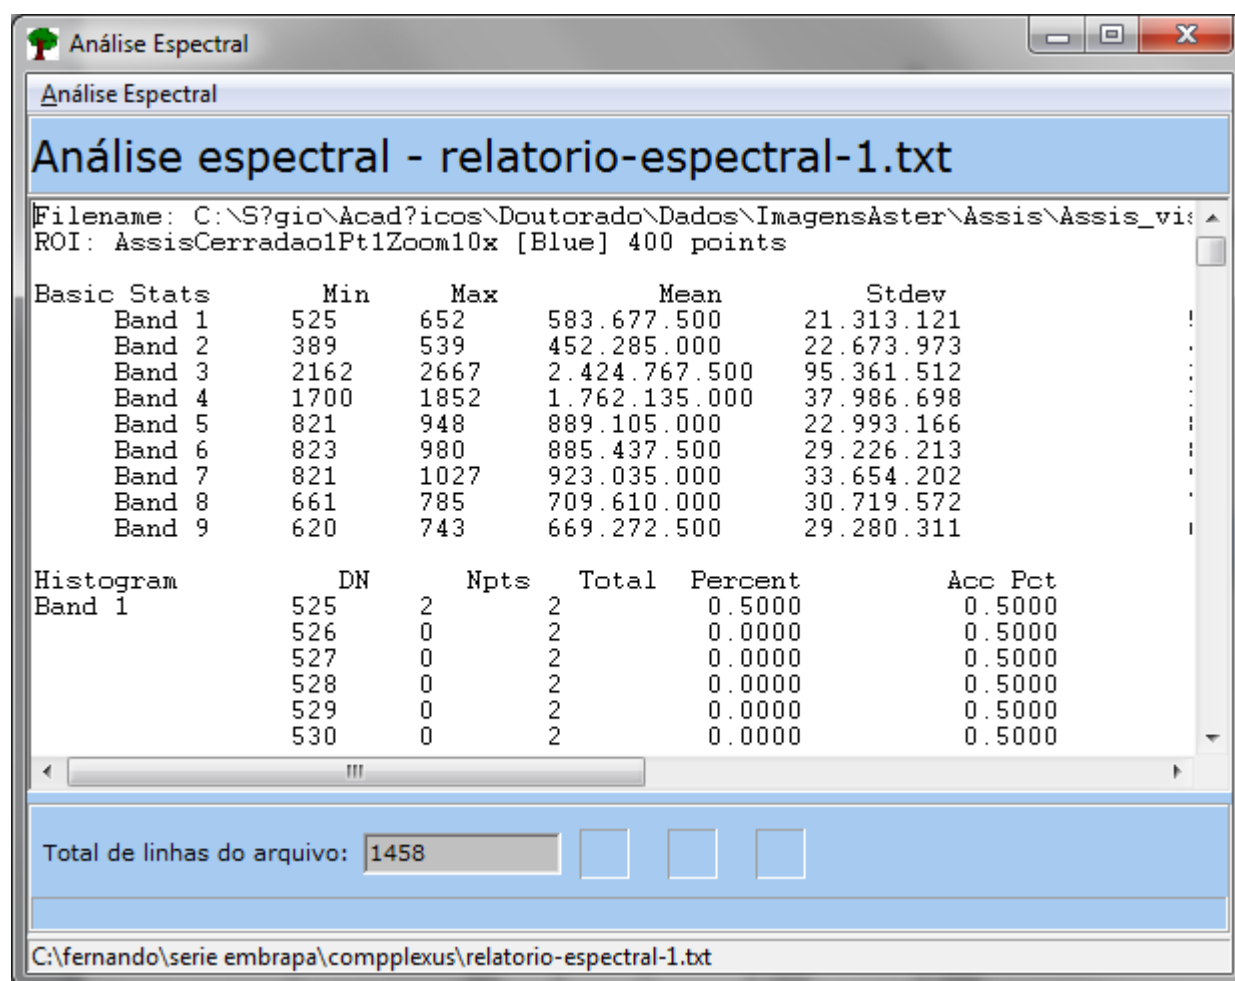 Análise Espectral
Análise Espectral
Análise espectral - relatorio-espectral-1.txt
Filename: C:\S?gio\Acad?icos\Doutorado\Dados\ImagensAster\Assis\Assis_vis
ROI: AssisCerradao1Pt1Zoom10x [Blue] 400 points
Basic Stats Min Max Mean Stdev
Band 1 525 652 583.677.500 21.313.121
Band 2 389 539 452.285.000 22.673.973
Band 3 2162 2667 2.424.767.500 95.361.512
Band 4 1700 1852 1.762.135.000 37.986.698
Band 5 821 948 889.105.000 22.993.166
Band 6 823 980 885.437.500 29.226.213
Band 7 821 1027 923.035.000 33.654.202
Band 8 661 785 709.610.000 30.719.572
Band 9 620 743 669.272.500 29.280.311
Histogram DN Npts Total Percent Acc Pct
Band 1 525 2 2 0.5000 0.5000
526 0 2 0.0000 0.5000
527 0 2 0.0000 0.5000
528 0 2 0.0000 0.5000
529 0 2 0.0000 0.5000
530 0 2 0.0000 0.5000
Total de linhas do arquivo: 1458
C:\fernando\serie embrapa\compplexus\relatorio-espectral-1.txt